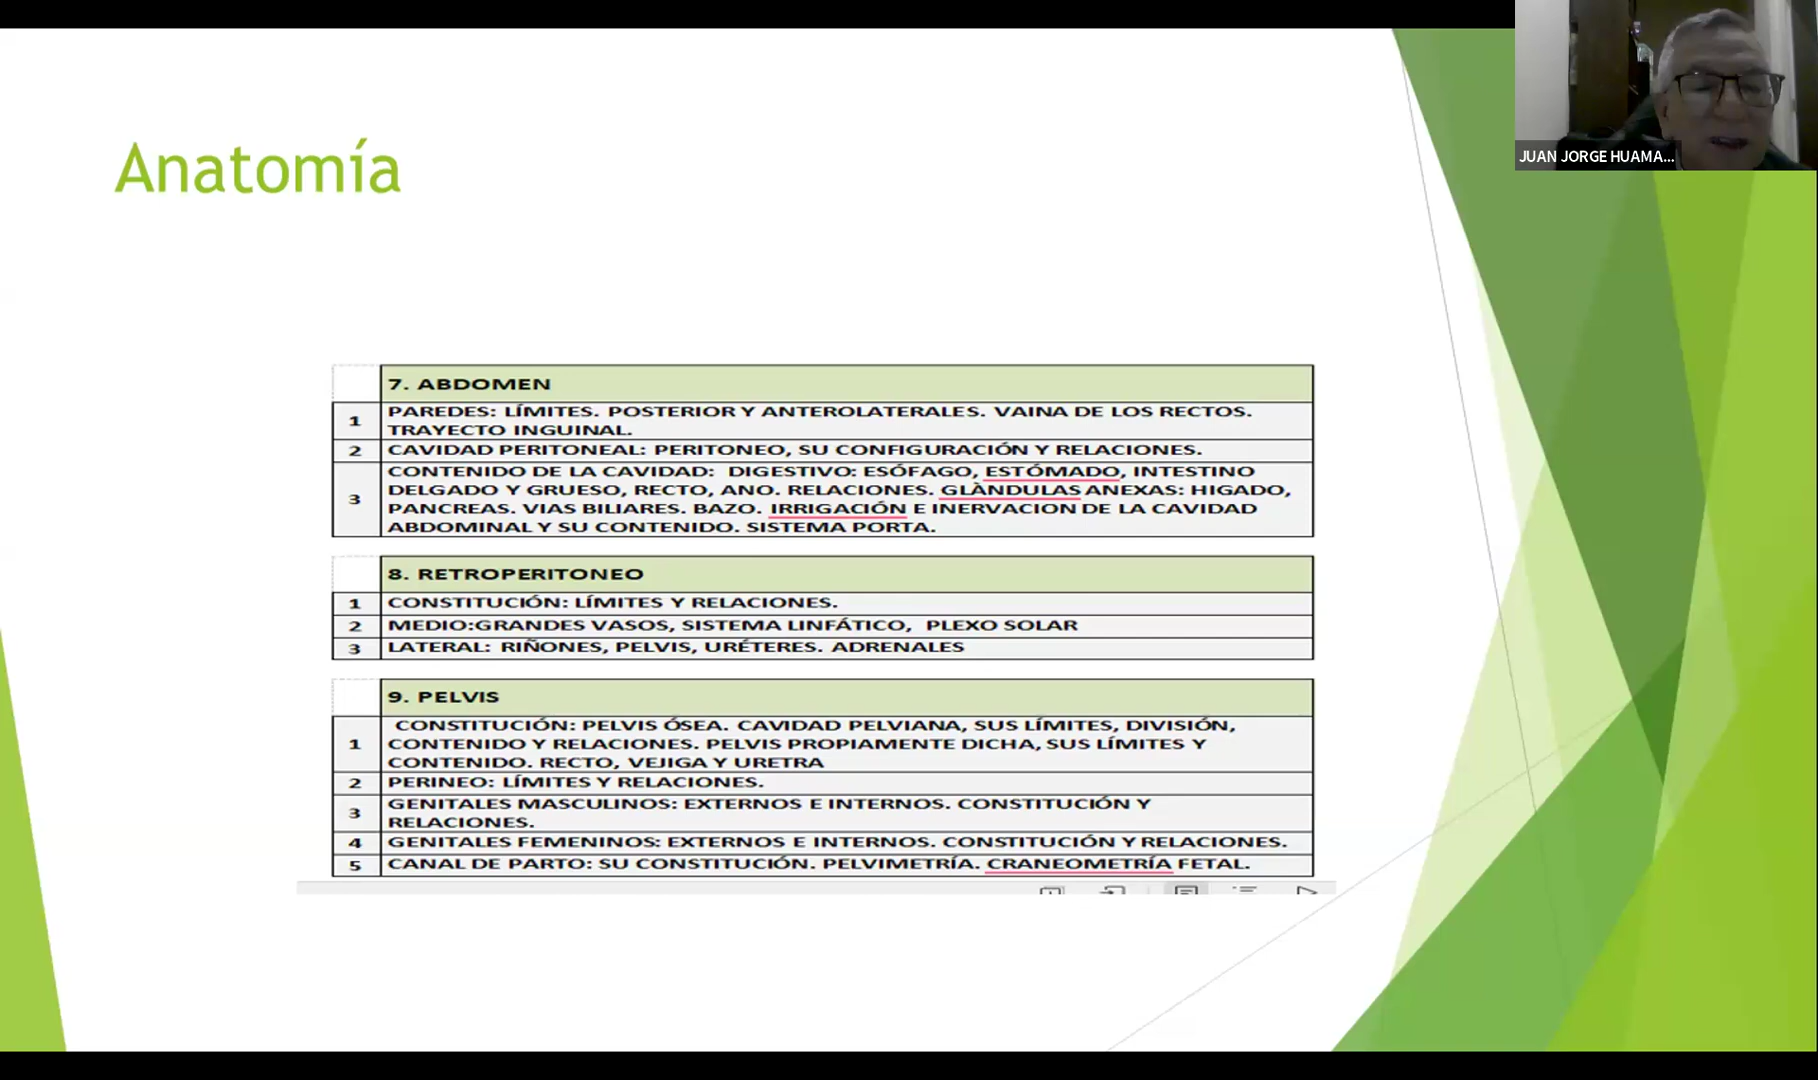 JUAN JORGE HUAMA...
Anatomía
7. ABDOMEN
1
PAREDES: LÍMITES. POSTERIOR Y ANTEROLATERALES. VAINA DE LOS RECTOS.
TRAYECTO INGUINAL.
2 CAVIDAD PERITONEAL: PERITONEO, SU CONFIGURACIÓN Y RELACIONES.
3
CONTENIDO DE LA CAVIDAD: DIGESTIVO: ESÓFAGO, ESTÓMADO, INTESTINO
DELGADO Y GRUESO, RECTO, ANO. RELACIONES. GLÀNDULAS ANEXAS: HIGADO,
PANCREAS. VIAS BILIARES. BAZO. IRRIGACIÓN E INERVACION DE LA CAVIDAD
ABDOMINAL Y SU CONTENIDO. SISTEMA PORTA.
8. RETROPERITONEO
1 CONSTITUCIÓN: LÍMITES Y RELACIONES.
2 MEDIO:GRANDES VASOS, SISTEMA LINFÁTICO, PLEXO SOLAR
3 LATERAL: RIÑONES, PELVIS, URÉTERES. ADRENALES
9. PELVIS
1
CONSTITUCIÓN: PELVIS ÓSEA. CAVIDAD PELVIANA, SUS LÍMITES, DIVISIÓN,
CONTENIDO Y RELACIONES. PELVIS PROPIAMENTE DICHA, SUS LÍMITES Y
CONTENIDO. RECTO, VEJIGA Y URETRA
2 PERINEO: LÍMITES Y RELACIONES.
3
GENITALES MASCULINOS: EXTERNOS E INTERNOS. CONSTITUCIÓN Y
RELACIONES.
4 GENITALES FEMENINOS: EXTERNOS E INTERNOS. CONSTITUCIÓN Y RELACIONES.
5 CANAL DE PARTO: SU CONSTITUCIÓN. PELVIMETRÍA. CRANEOMETRÍA FETAL.